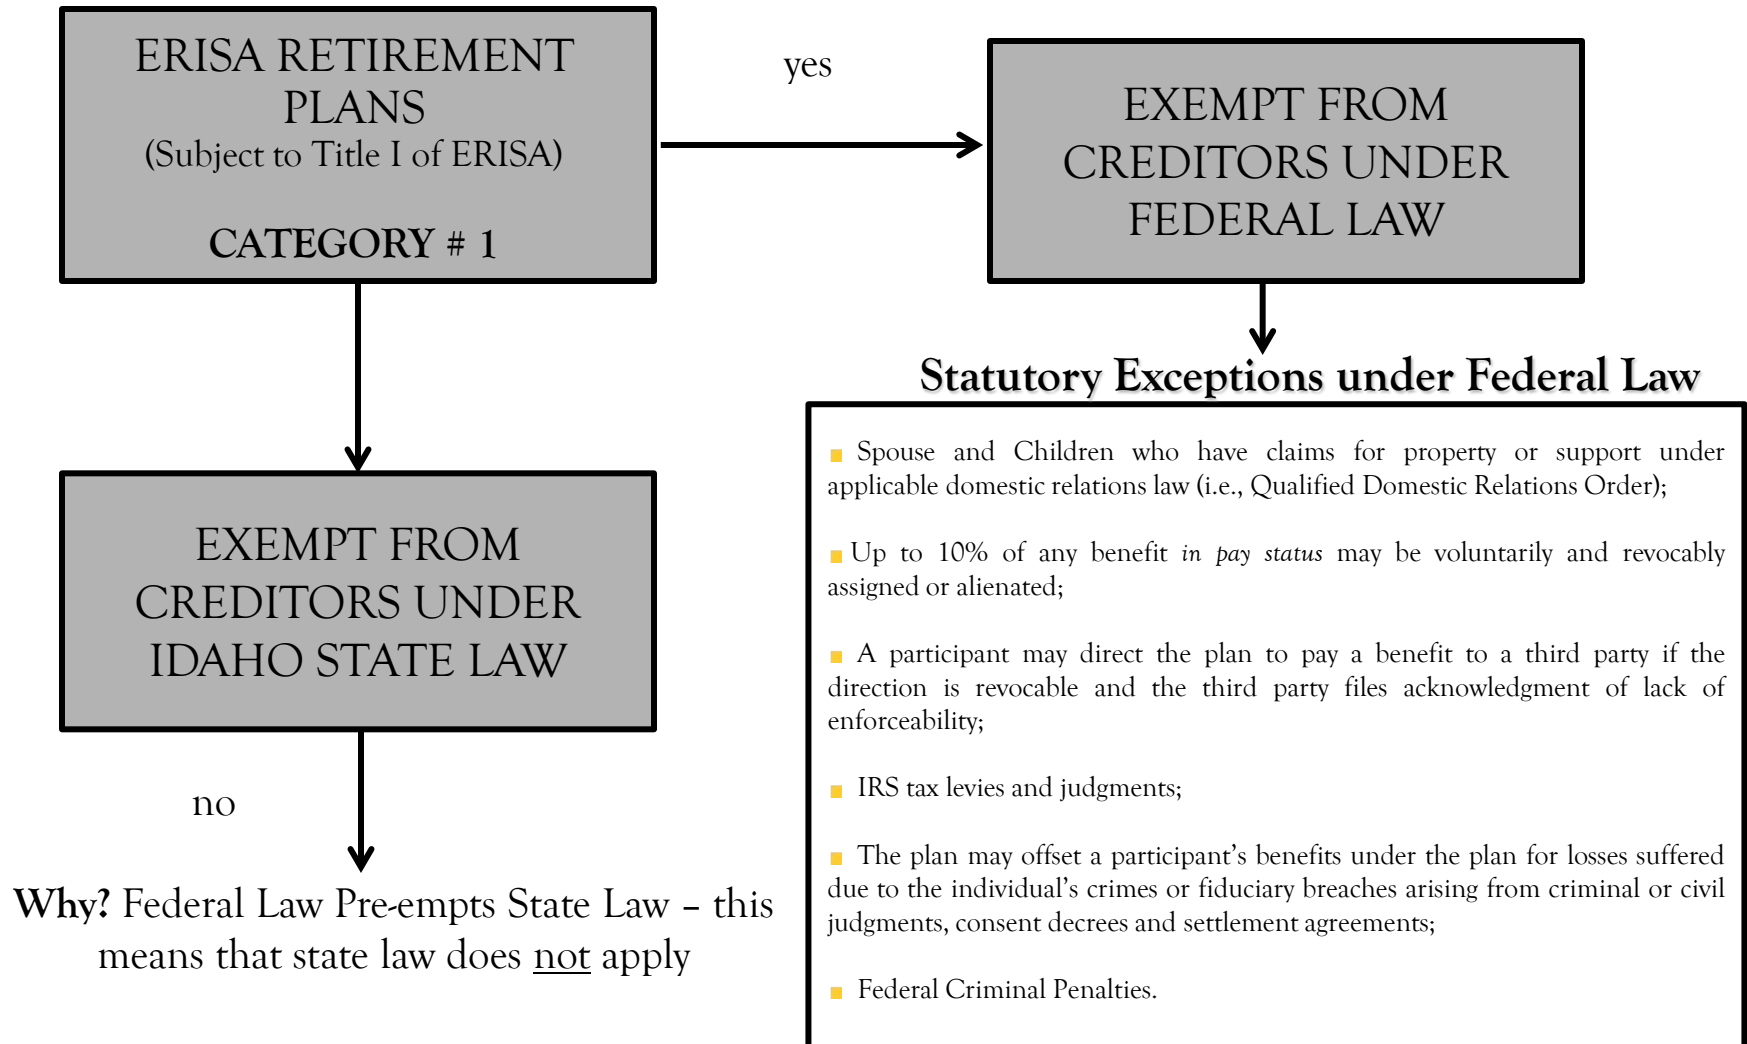 ERISA RETIREMENT
PLANS
(Subject to Title I of ERISA)
CATEGORY # 1
yes
EXEMPT FROM
CREDITORS UNDER
FEDERAL LAW
Statutory Exceptions under Federal Law
Spouse and Children who have claims for property or support under
applicable domestic relations law (i.e., Qualified Domestic Relations Order);
Up to 10% of any benefit in pay status may be voluntarily and revocably
assigned or alienated;
A participant may direct the plan to pay a benefit to a third party if the
direction is revocable and the third party files acknowledgment of lack of
enforceability;
IRS tax levies and judgments;
The plan may offset a participant’s benefits under the plan for losses suffered
due to the individual’s crimes or fiduciary breaches arising from criminal or civil
judgments, consent decrees and settlement agreements;
Federal Criminal Penalties.
EXEMPT FROM
CREDITORS UNDER
IDAHO STATE LAW
no
Why? Federal Law Pre-empts State Law – this
means that state law does not apply